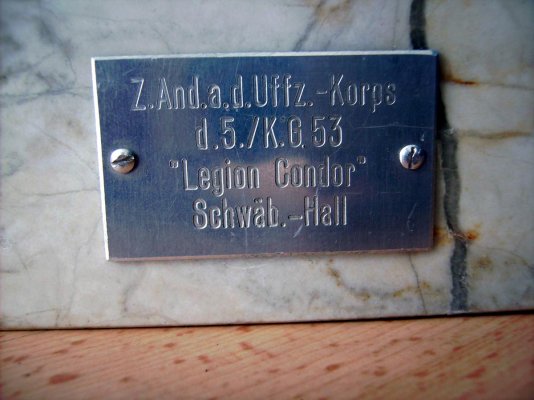 Z.And.a.d.Uffz.-Korps
d.5./K.G.53
"Legion Condor"
Schwäb.-Hall